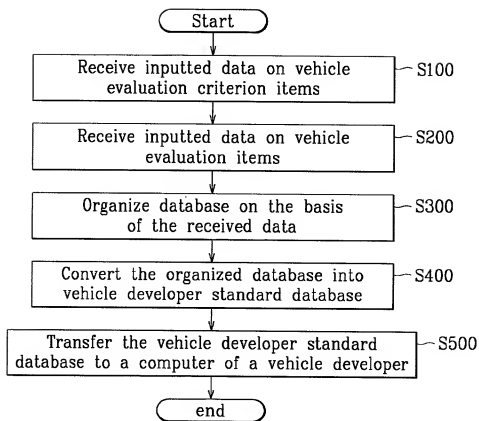 Start
Receive inputted data on vehicle
evaluation criterion items
S100
Receive inputted data on vehicle
evaluation items
S200
Organize database on the basis
of the received data
S300
Convert the organized database into
vehicle developer standard database
S400
Transfer the vehicle developer standard
database to a computer of a vehicle developer
S500
end